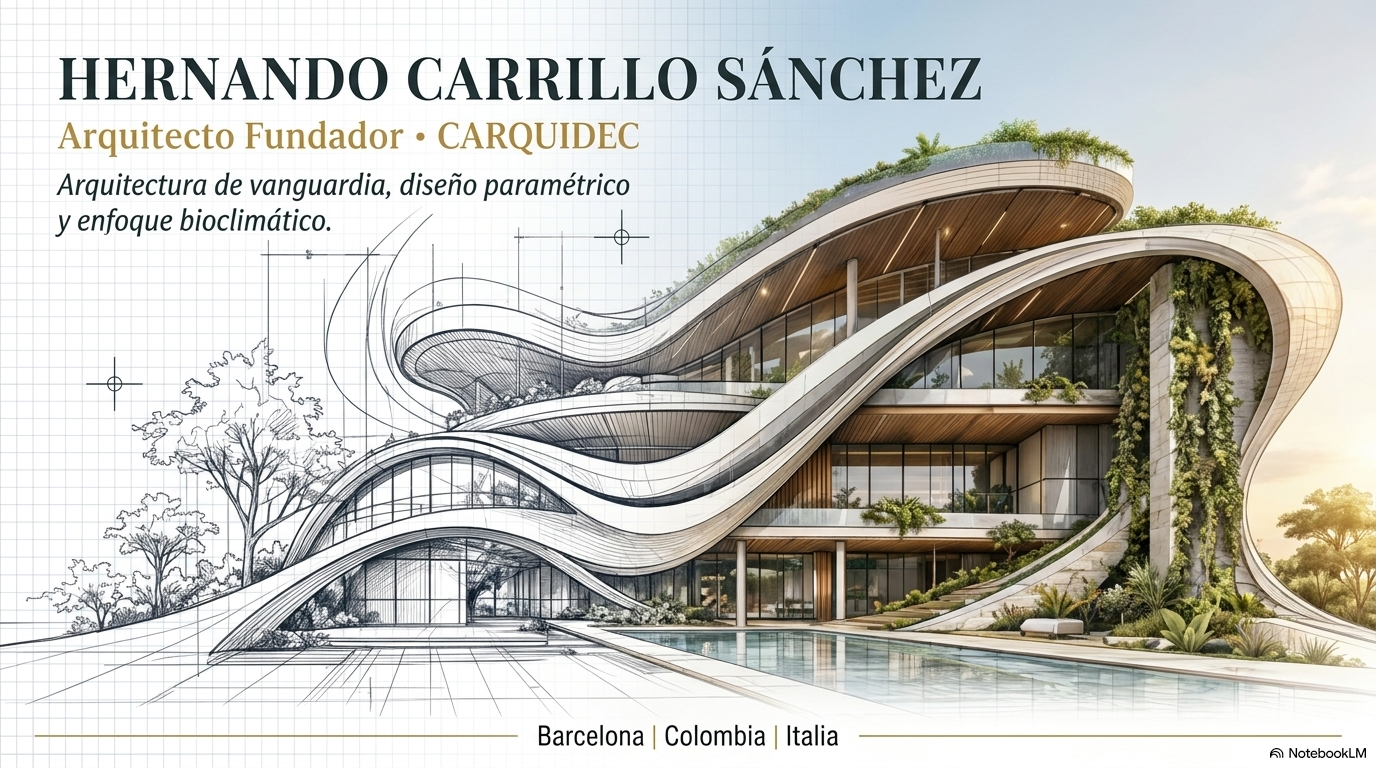 HERNANDO CARRILLO SÁNCHEZ
Arquitecto Fundador • CARQUIDEC
Arquitectura de vanguardia, diseño paramétrico
y enfoque bioclimático.
Barcelona | Colombia | Italia
NotebookLM